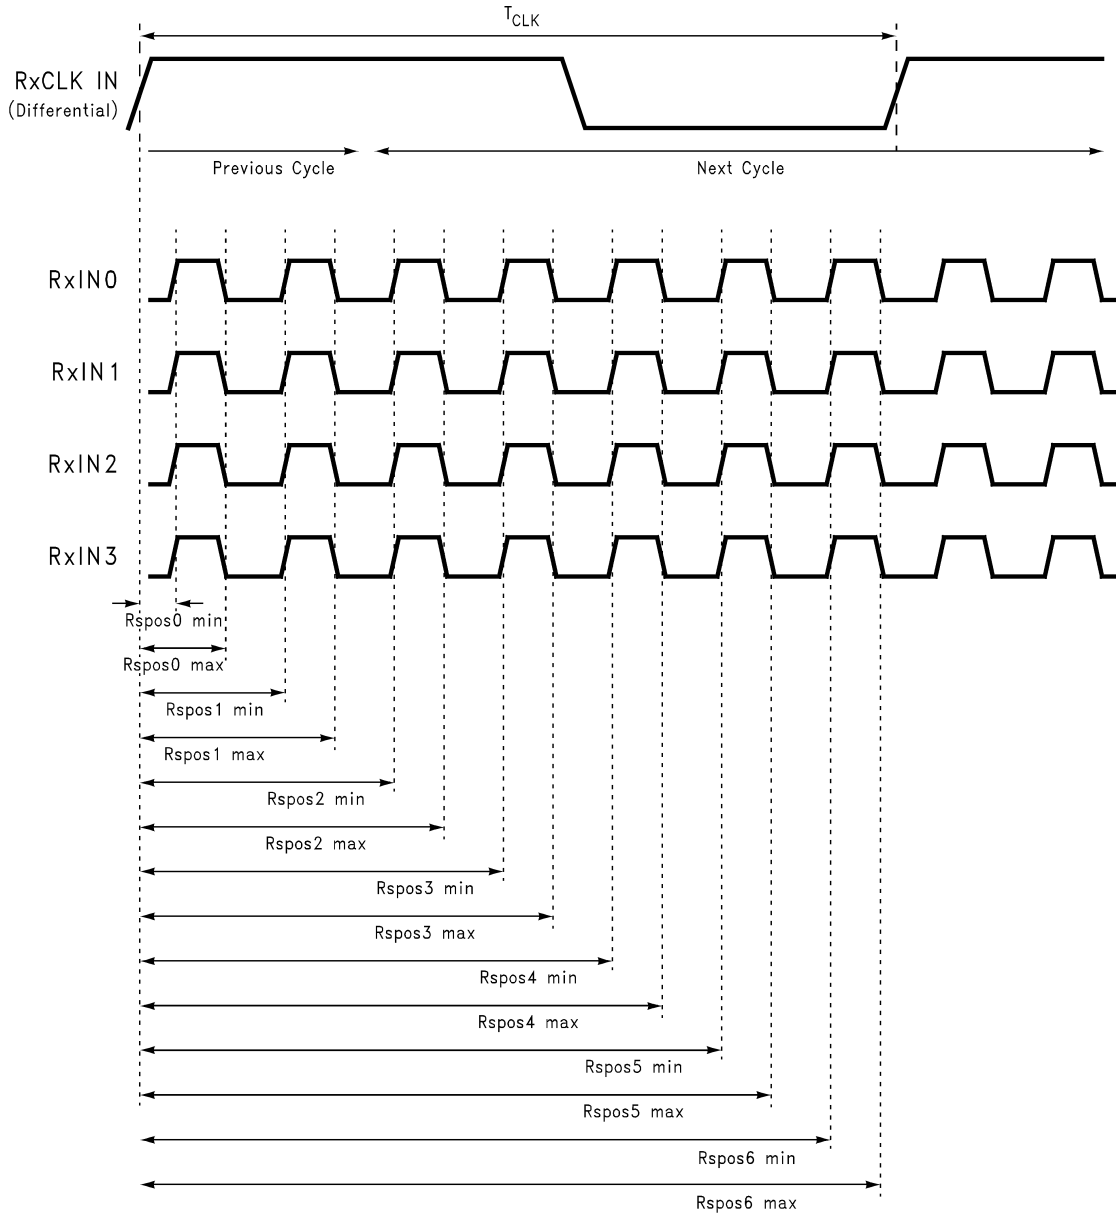 TCLK
RxCLK IN
(Differential)
Previous Cycle
Next Cycle
RxIN0
RxIN1
RxIN2
RxIN3
Rspos0 min
Rspos0 max
Rspos1 min
Rspos1 max
Rspos2 min
Rspos2 max
Rspos3 min
Rspos3 max
Rspos4 min
Rspos4 max
Rspos5 min
Rspos5 max
Rspos6 min
Rspos6 max